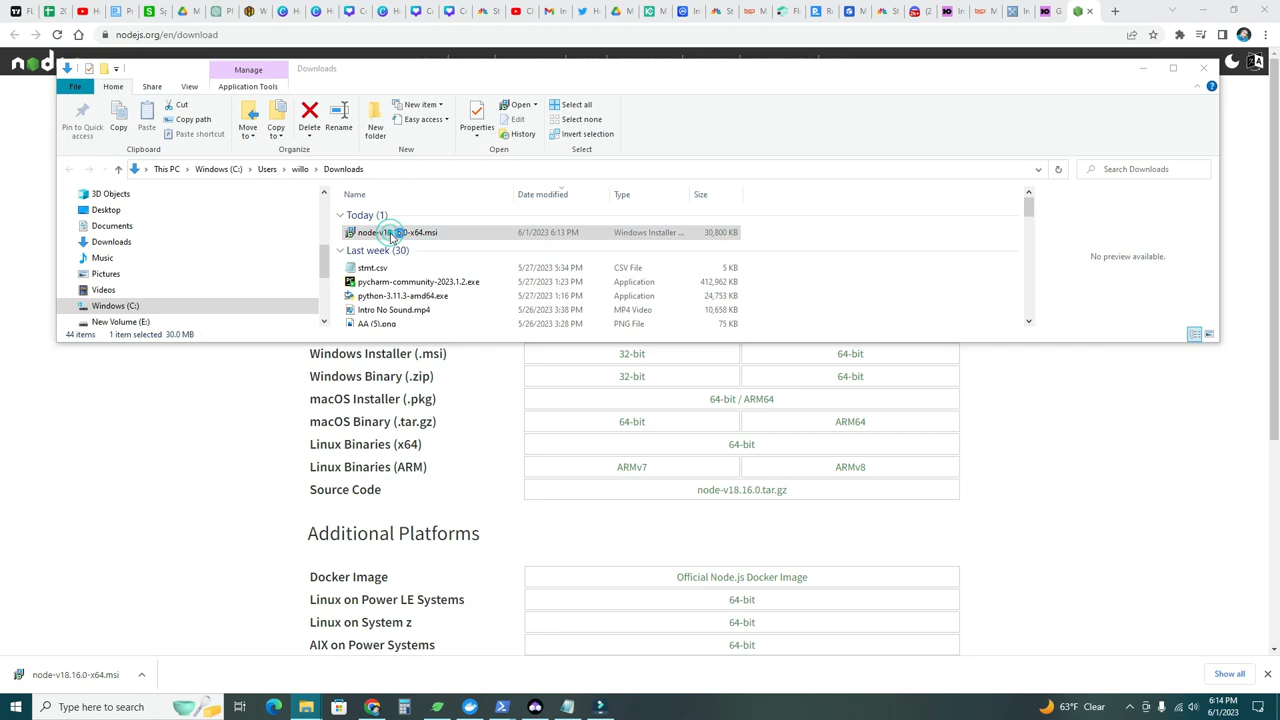 nodejs.org/en/download
Manage
Downloads
File
Home
Share
View
Application Tools
Pin to Quick access
Copy
Paste
Cut
Copy path
Paste shortcut
Clipboard
Move to
Copy to
Delete
Rename
Organize
New folder
New item
Easy access
New
Properties
Open
Edit
History
Open
Select all
Select none
Invert selection
Select
This PC
Windows (C:)
Users
willo
Downloads
Search Downloads
3D Objects
Desktop
Documents
Downloads
Music
Pictures
Videos
Windows (C:)
New Volume (E:)
Name
Date modified
Type
Size
Today (1)
node-v18.16.0-x64.msi 6/1/2023 6:13 PM Windows Installer ... 30,800 KB
Last week (30)
stmt.csv 5/27/2023 5:34 PM CSV File 5 KB
pycharm-community-2023.1.2.exe 5/27/2023 1:23 PM Application 412,962 KB
python-3.11.3-amd64.exe 5/27/2023 1:16 PM Application 24,753 KB
Intro No Sound.mp4 5/26/2023 3:38 PM MP4 Video 10,658 KB
AA (5).png 5/26/2023 3:28 PM PNG File 75 KB
No preview available.
44 items 1 item selected 30.0 MB
Windows Installer (.msi) 32-bit 64-bit
Windows Binary (.zip) 32-bit 64-bit
macOS Installer (.pkg) 64-bit / ARM64
macOS Binary (.tar.gz) 64-bit ARM64
Linux Binaries (x64) 64-bit
Linux Binaries (ARM) ARMv7 ARMv8
Source Code node-v18.16.0.tar.gz
Additional Platforms
Docker Image Official Node.js Docker Image
Linux on Power LE Systems 64-bit
Linux on System z 64-bit
AIX on Power Systems 64-bit
node-v18.16.0-x64.msi
Show all
Type here to search
63°F Clear
6:14 PM
6/1/2023